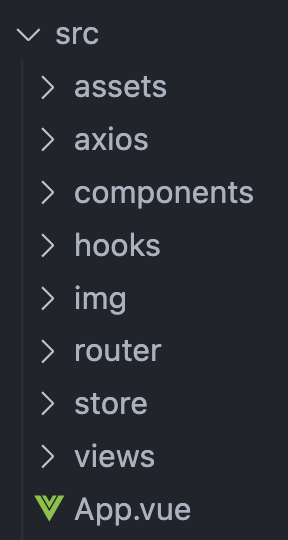 src
assets
axios
components
hooks
img
router
store
views
App.vue